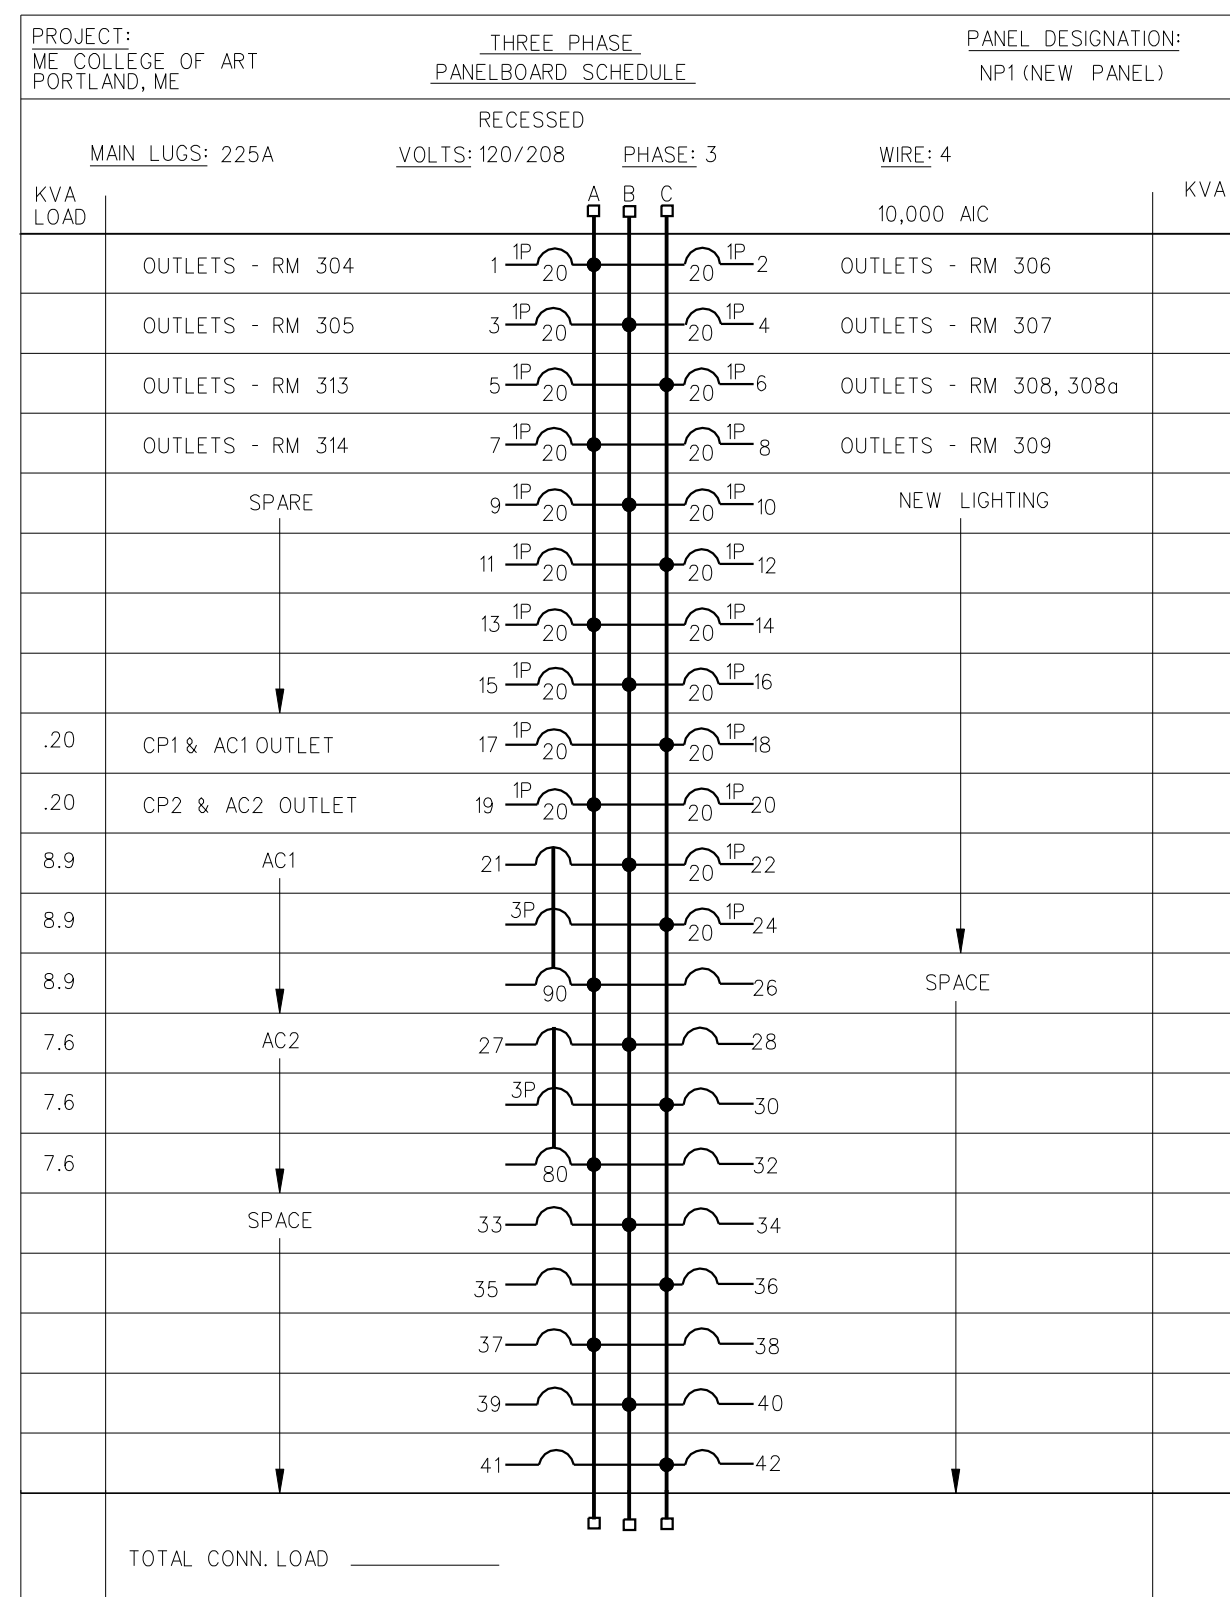 PROJECT:
ME COLLEGE OF ART
PORTLAND, ME
THREE PHASE
PANELBOARD SCHEDULE
PANEL DESIGNATION:
NP1 (NEW PANEL)
RECESSED
MAIN LUGS: 225A VOLTS: 120/208 PHASE: 3 WIRE: 4
KVA LOAD
A B C
10,000 AIC
KVA
OUTLETS - RM 304 1 1P 20 20 1P 2 OUTLETS - RM 306
OUTLETS - RM 305 3 1P 20 20 1P 4 OUTLETS - RM 307
OUTLETS - RM 313 5 1P 20 20 1P 6 OUTLETS - RM 308, 308a
OUTLETS - RM 314 7 1P 20 20 1P 8 OUTLETS - RM 309
SPARE 9 1P 20 20 1P 10 NEW LIGHTING
11 1P 20 20 1P 12
13 1P 20 20 1P 14
15 1P 20 20 1P 16
.20 CP1 & AC1 OUTLET 17 1P 20 20 1P 18
.20 CP2 & AC2 OUTLET 19 1P 20 20 1P 20
8.9 AC1 21 20 1P 22
8.9 3P 20 1P 24
8.9 90 26 SPACE
7.6 AC2 27 28
7.6 3P 30
7.6 80 32
SPACE 33 34
35 36
37 38
39 40
41 42
TOTAL CONN. LOAD